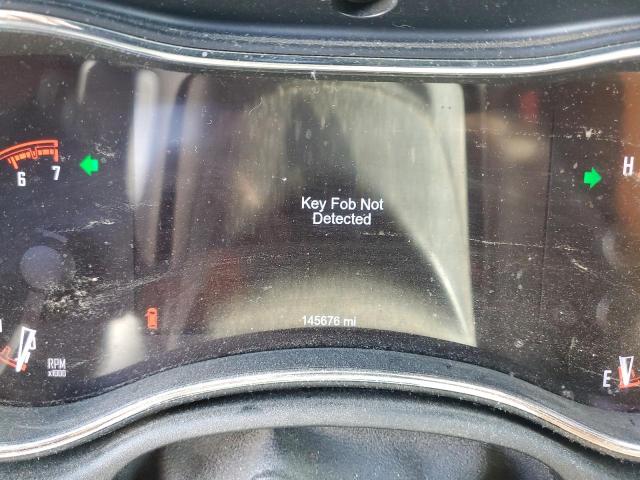 6 7
H
Key Fob Not
Detected
145676 mi
RPM
x1000
E